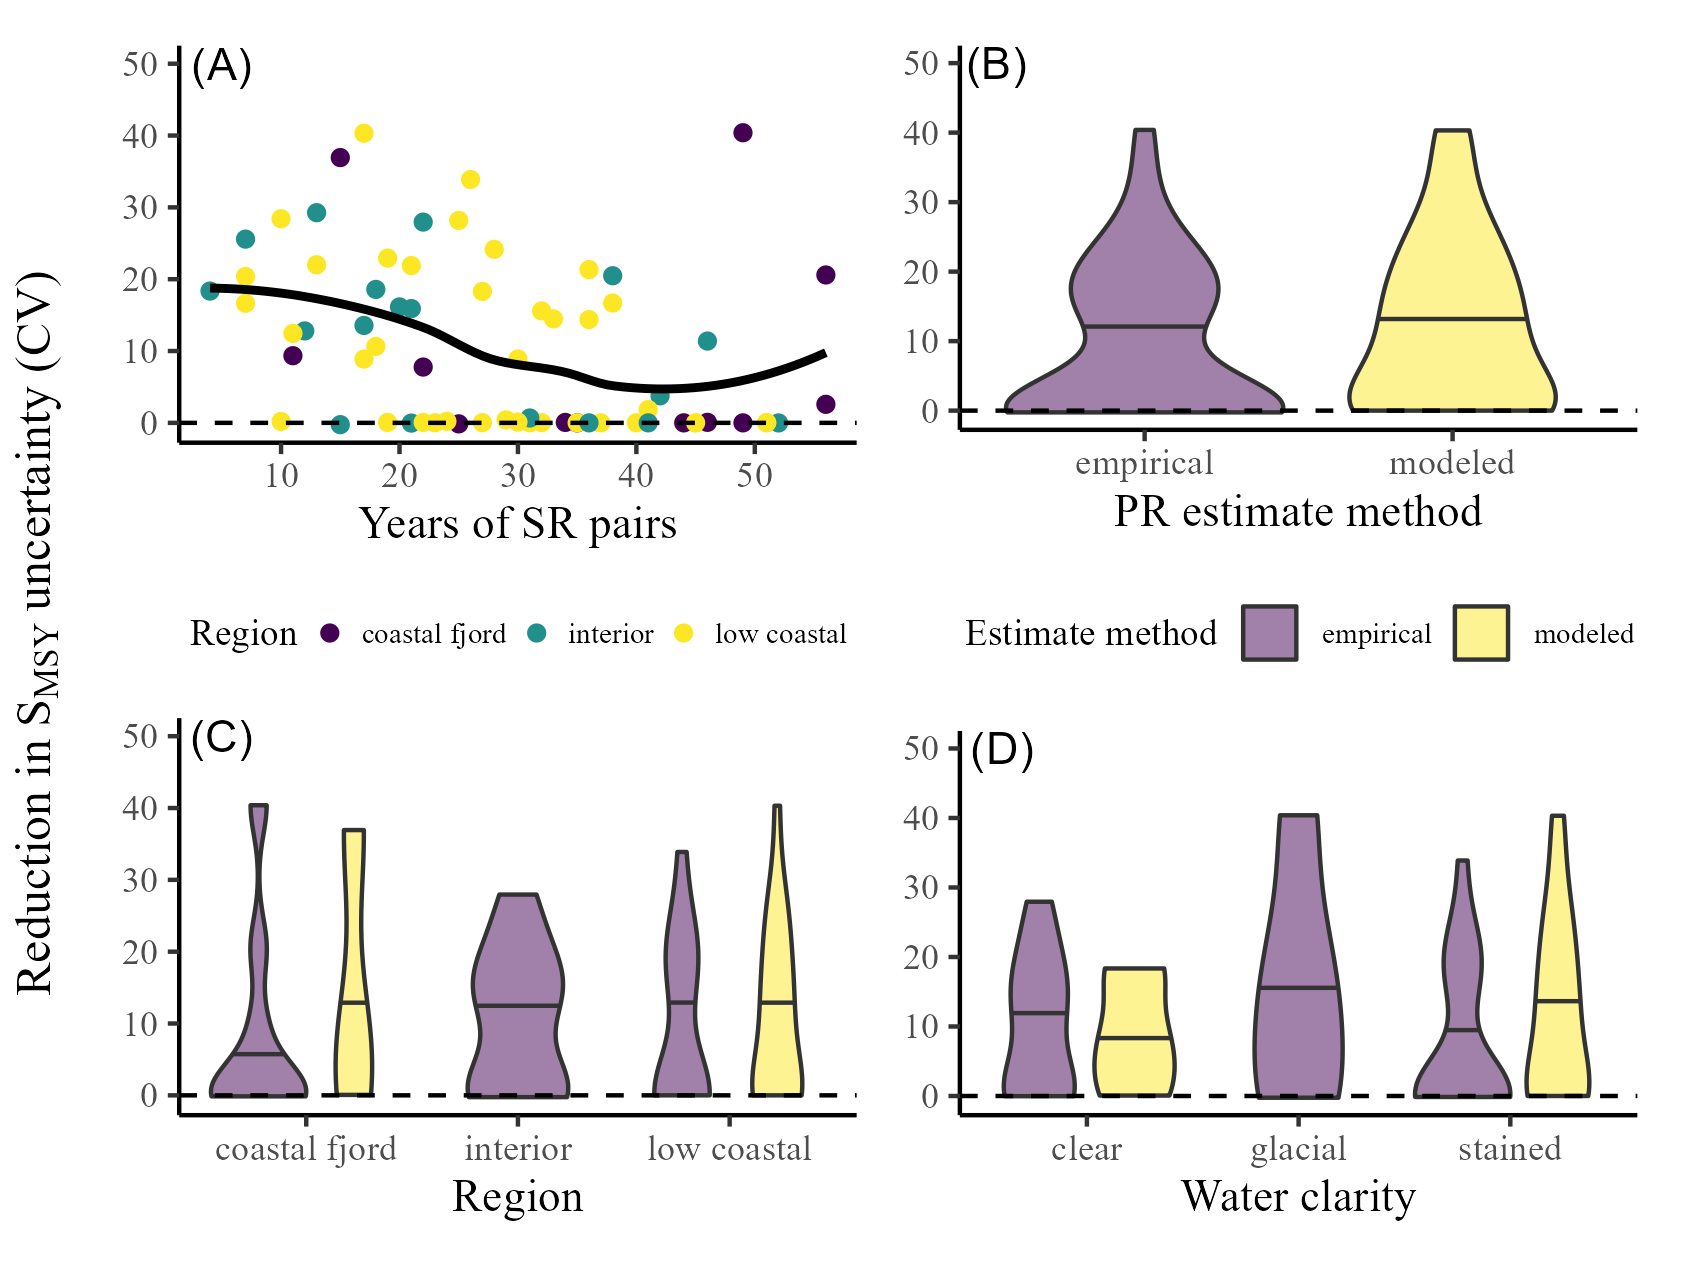 Reduction in SMSY uncertainty (CV)
(A)
50
40
30
20
10
0
10 20 30 40 50
Years of SR pairs
(B)
50
40
30
20
10
0
empirical modeled
PR estimate method
Region coastal fjord interior low coastal
Estimate method empirical modeled
(C)
50
40
30
20
10
0
coastal fjord interior low coastal
Region
(D)
50
40
30
20
10
0
clear glacial stained
Water clarity